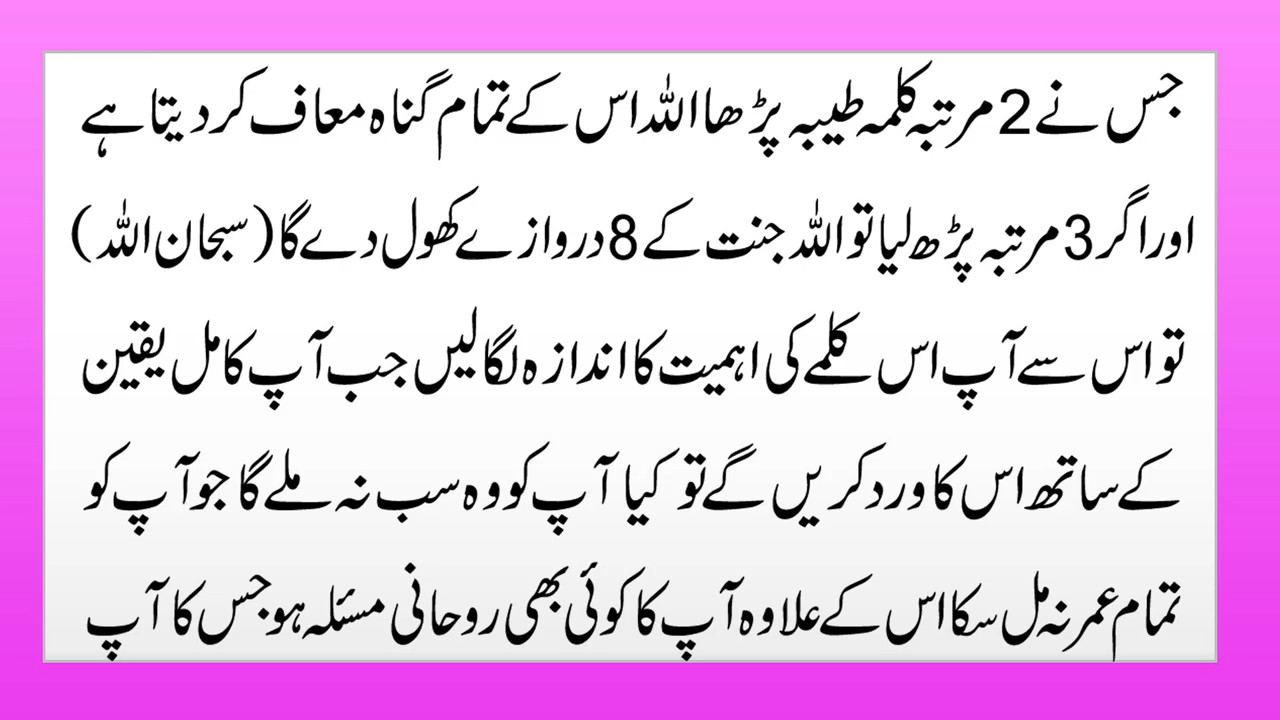 جس نے 2 مرتبہ کلمہ طیبہ پڑھا اللہ اس کے تمام گناہ معاف کر دیتا ہے
اور اگر 3 مرتبہ پڑھ لیا تو اللہ جنت کے 8 دروازے کھول دے گا (سبحان اللہ)
تو اس سے آپ اس کلمے کی اہمیت کا اندازہ لگا لیں جب آپ کامل یقین
کے ساتھ اس کا ورد کریں گے تو کیا آپ کو وہ سب نہ ملے گا جو آپ کو
تمام عمر نہ مل سکا اس کے علاوہ آپ کا کوئی بھی روحانی مسئلہ ہو جس کا آپ